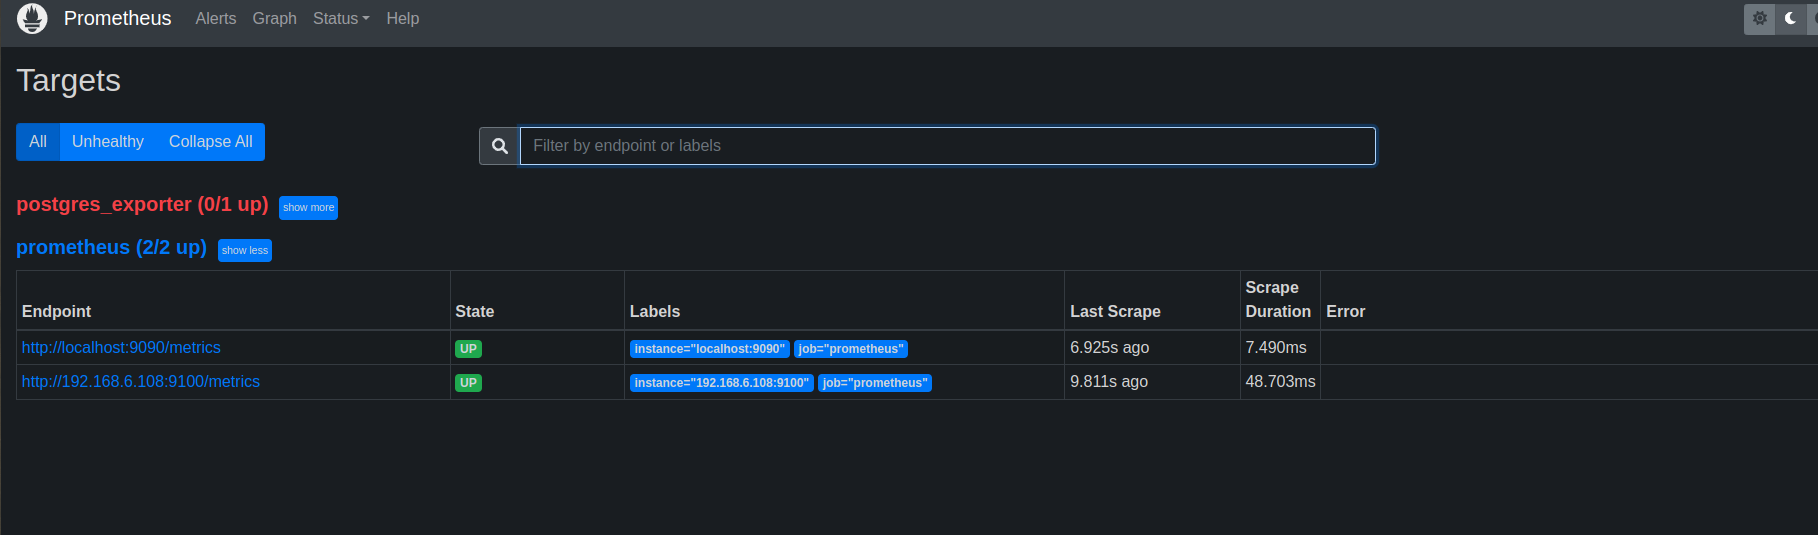 Prometheus Alerts Graph Status Help
Targets
All Unhealthy Collapse All
Filter by endpoint or labels
postgres_exporter (0/1 up) show more
prometheus (2/2 up) show less
Endpoint State Labels Last Scrape Scrape Duration Error
http://localhost:9090/metrics UP instance="localhost:9090" job="prometheus" 6.925s ago 7.490ms
http://192.168.6.108:9100/metrics UP instance="192.168.6.108:9100" job="prometheus" 9.811s ago 48.703ms